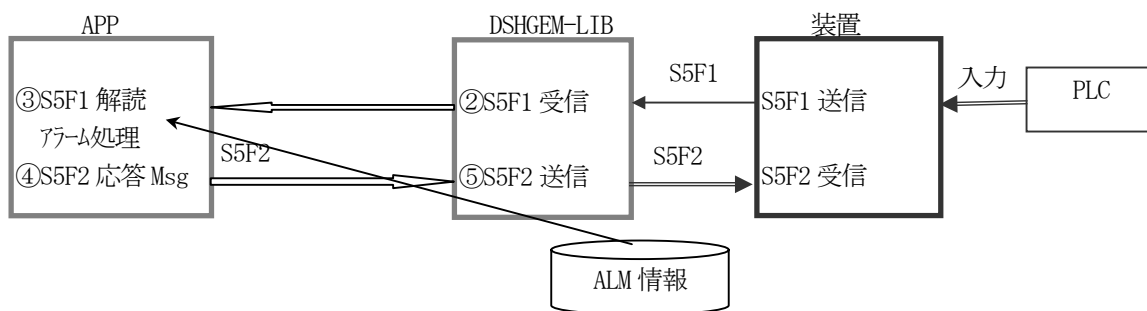 APP
DSHGEM-LIB
装置
S5F1
入力
PLC
③S5F1 解読
②S5F1 受信
S5F1 送信
ｱﾗｰﾑ処理
S5F2
S5F2
④S5F2 応答 Msg
⑤S5F2 送信
S5F2 受信
ALM 情報